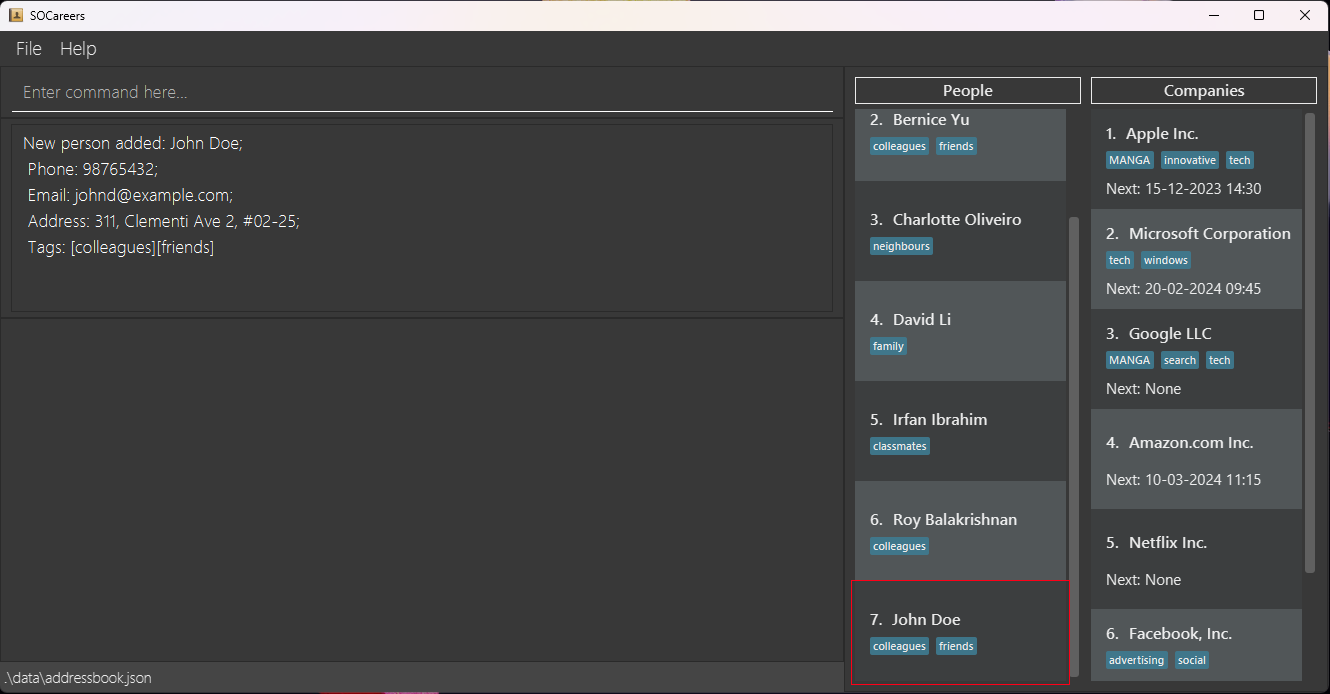 SOCareers
File Help
Enter command here...
New person added: John Doe;
Phone: 98765432;
Email: johnd@example.com;
Address: 311, Clementi Ave 2, #02-25;
Tags: [colleagues][friends]
People
2. Bernice Yu
colleagues friends
3. Charlotte Oliveiro
neighbours
4. David Li
family
5. Irfan Ibrahim
classmates
6. Roy Balakrishnan
colleagues
7. John Doe
colleagues friends
Companies
1. Apple Inc.
MANGA innovative tech
Next: 15-12-2023 14:30
2. Microsoft Corporation
tech windows
Next: 20-02-2024 09:45
3. Google LLC
MANGA search tech
Next: None
4. Amazon.com Inc.
Next: 10-03-2024 11:15
5. Netflix Inc.
Next: None
6. Facebook, Inc.
advertising social
.\data\addressbook.json